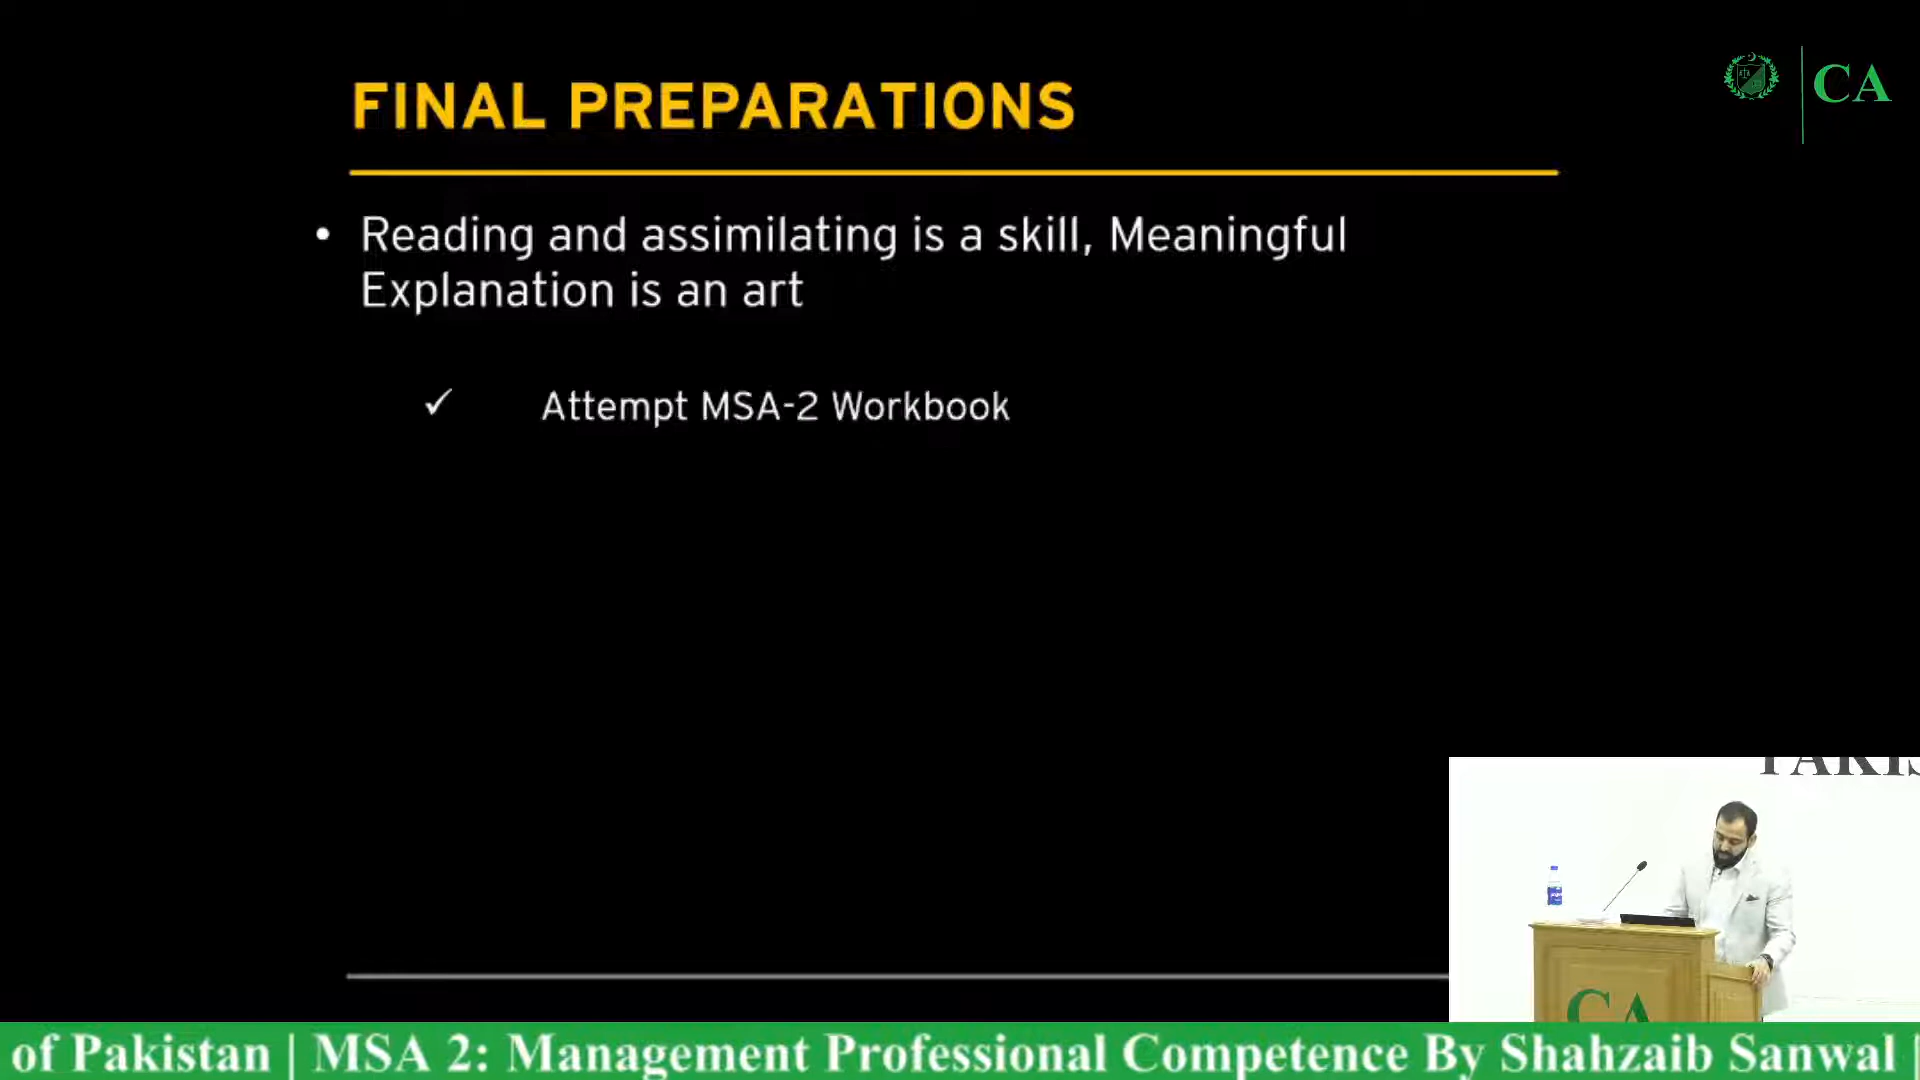 FINAL PREPARATIONS
CA
• Reading and assimilating is a skill, Meaningful
Explanation is an art
✓ Attempt MSA-2 Workbook
CA
of Pakistan | MSA 2: Management Professional Competence By Shahzaib Sanwal |